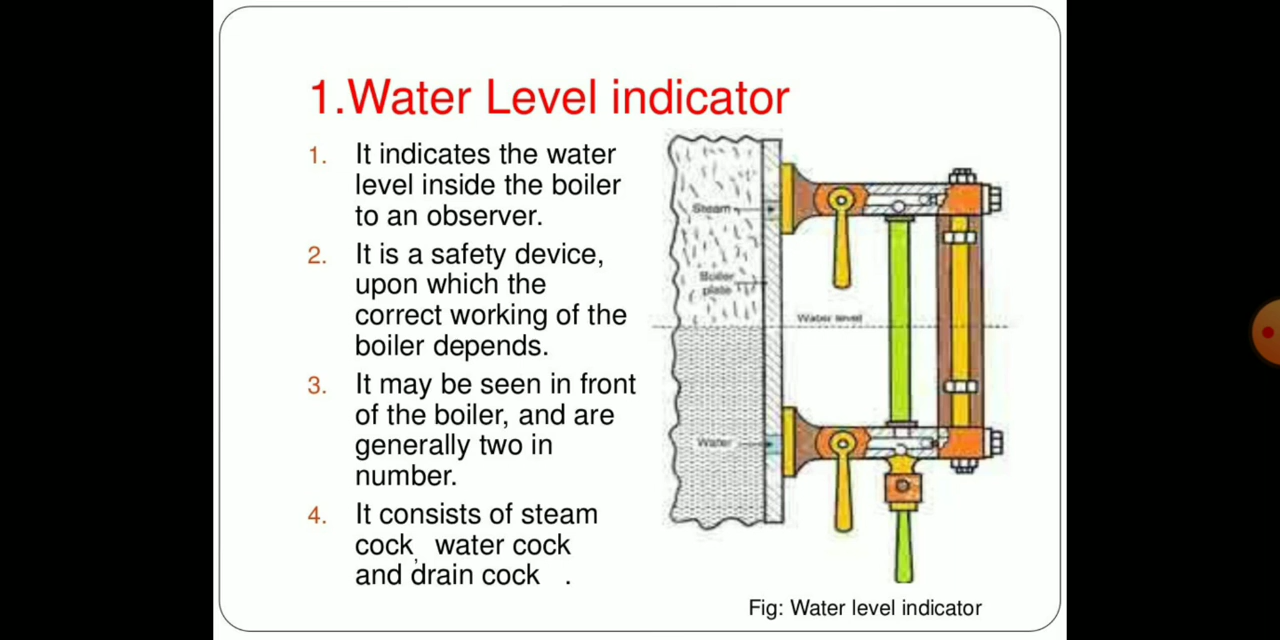 1.Water Level indicator
1. It indicates the water
level inside the boiler
to an observer.
2. It is a safety device,
upon which the
correct working of the
boiler depends.
3. It may be seen in front
of the boiler, and are
generally two in
number.
4. It consists of steam
cock, water cock
and drain cock .
Steam
Boiler
plate
Water level
Water
Fig: Water level indicator